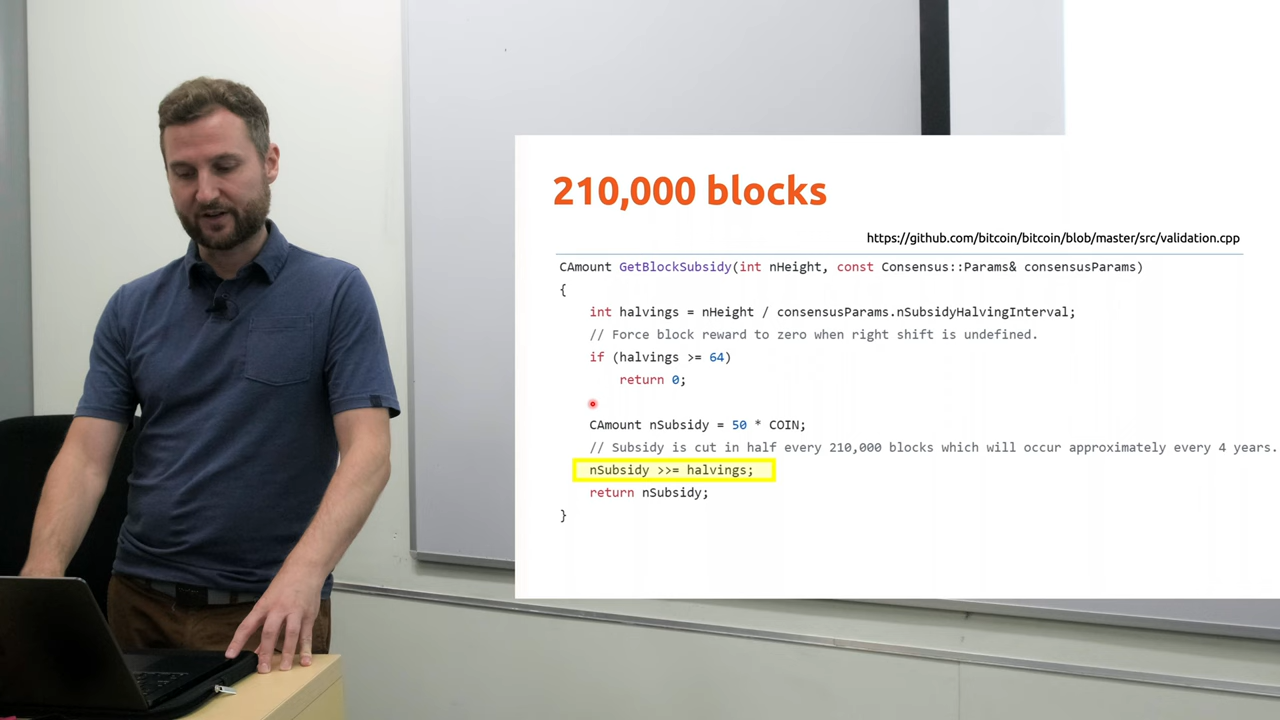 210,000 blocks
https://github.com/bitcoin/bitcoin/blob/master/src/validation.cpp
CAmount GetBlockSubsidy(int nHeight, const Consensus::Params& consensusParams)
{
int halvings = nHeight / consensusParams.nSubsidyHalvingInterval;
// Force block reward to zero when right shift is undefined.
if (halvings >= 64)
return 0;
CAmount nSubsidy = 50 * COIN;
// Subsidy is cut in half every 210,000 blocks which will occur approximately every 4 years.
nSubsidy >>= halvings;
return nSubsidy;
}